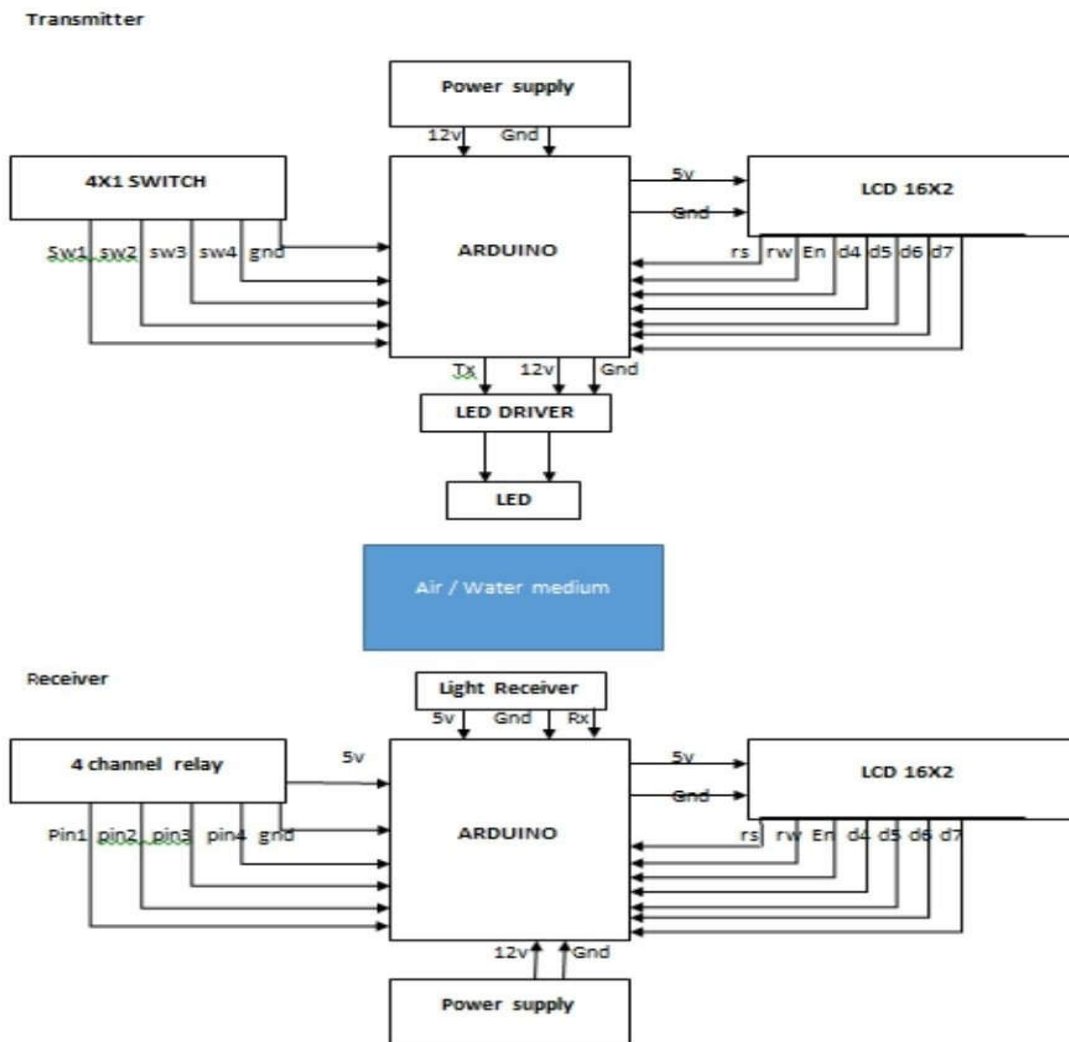 Transmitter
Power supply
12v Gnd
4X1 SWITCH
5v
LCD 16X2
Gnd
Sw1 sw2 sw3 sw4 gnd
ARDUINO
rs rw En d4 d5 d6 d7
Tx 12v Gnd
LED DRIVER
LED
Air / Water medium
Receiver
Light Receiver
5v Gnd Rx
4 channel relay
5v
5v
LCD 16X2
Gnd
Pin1 pin2 pin3 pin4 gnd
ARDUINO
rs rw En d4 d5 d6 d7
12v Gnd
Power supply